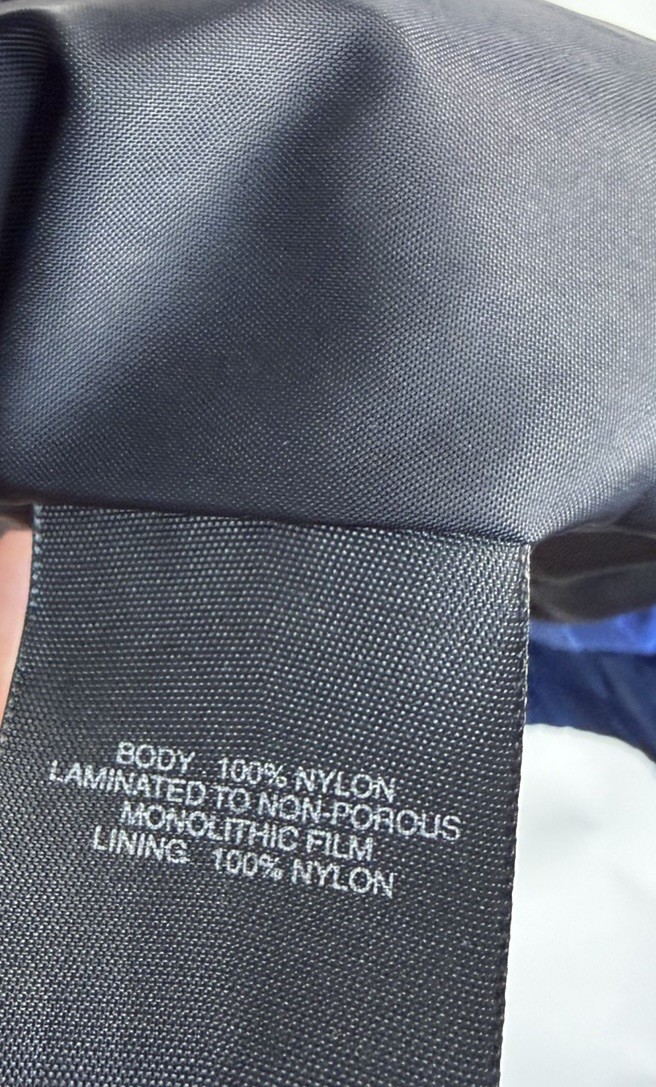 BODY 100% NYLON
LAMINATED TO NON-POROUS
MONOLITHIC FILM
LINING 100% NYLON